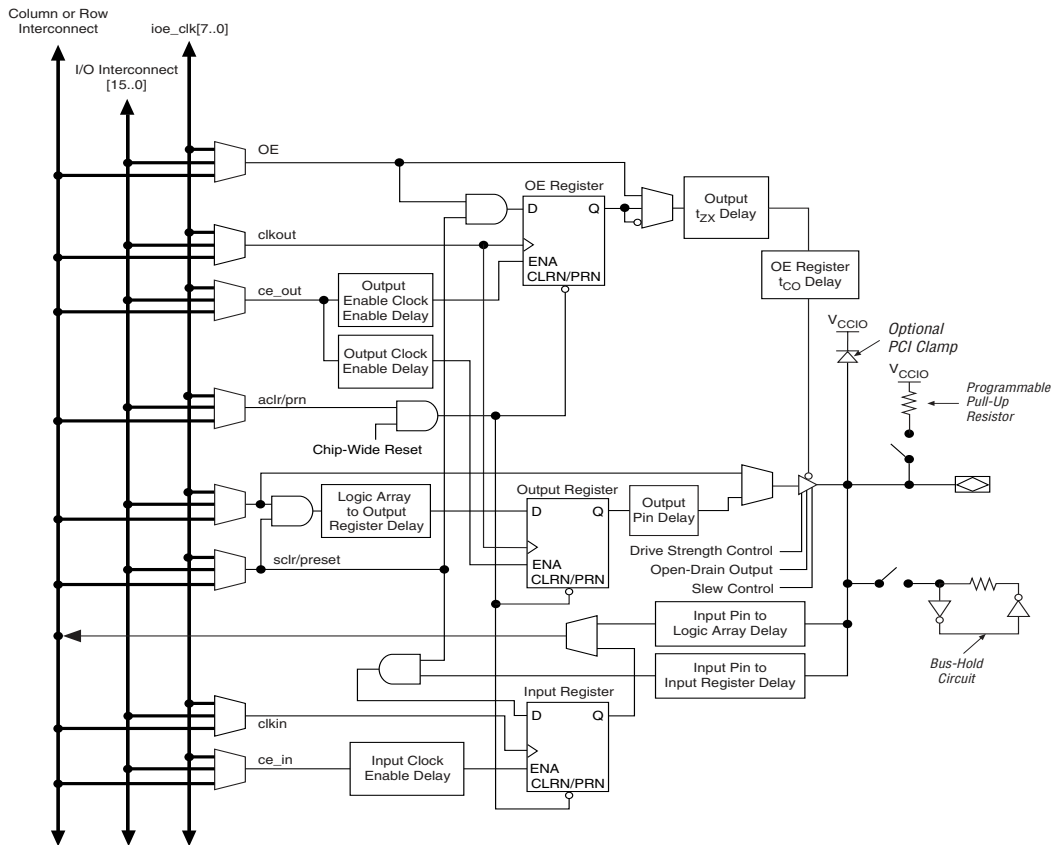 Column or Row
Interconnect
ioe_clk[7..0]
I/O Interconnect
[15..0]
OE
OE Register
D
Q
Output
tZX Delay
clkout
ENA
CLRN/PRN
OE Register
tCO Delay
ce_out
Output
Enable Clock
Enable Delay
Output Clock
Enable Delay
VCCIO
Optional
PCI Clamp
VCCIO
Programmable
Pull-Up
Resistor
aclr/prn
Chip-Wide Reset
Logic Array
to Output
Register Delay
Output Register
D
Q
Output
Pin Delay
ENA
CLRN/PRN
sclr/preset
Drive Strength Control
Open-Drain Output
Slew Control
Input Pin to
Logic Array Delay
Input Pin to
Input Register Delay
Bus-Hold
Circuit
Input Register
D
Q
clkin
ENA
CLRN/PRN
ce_in
Input Clock
Enable Delay